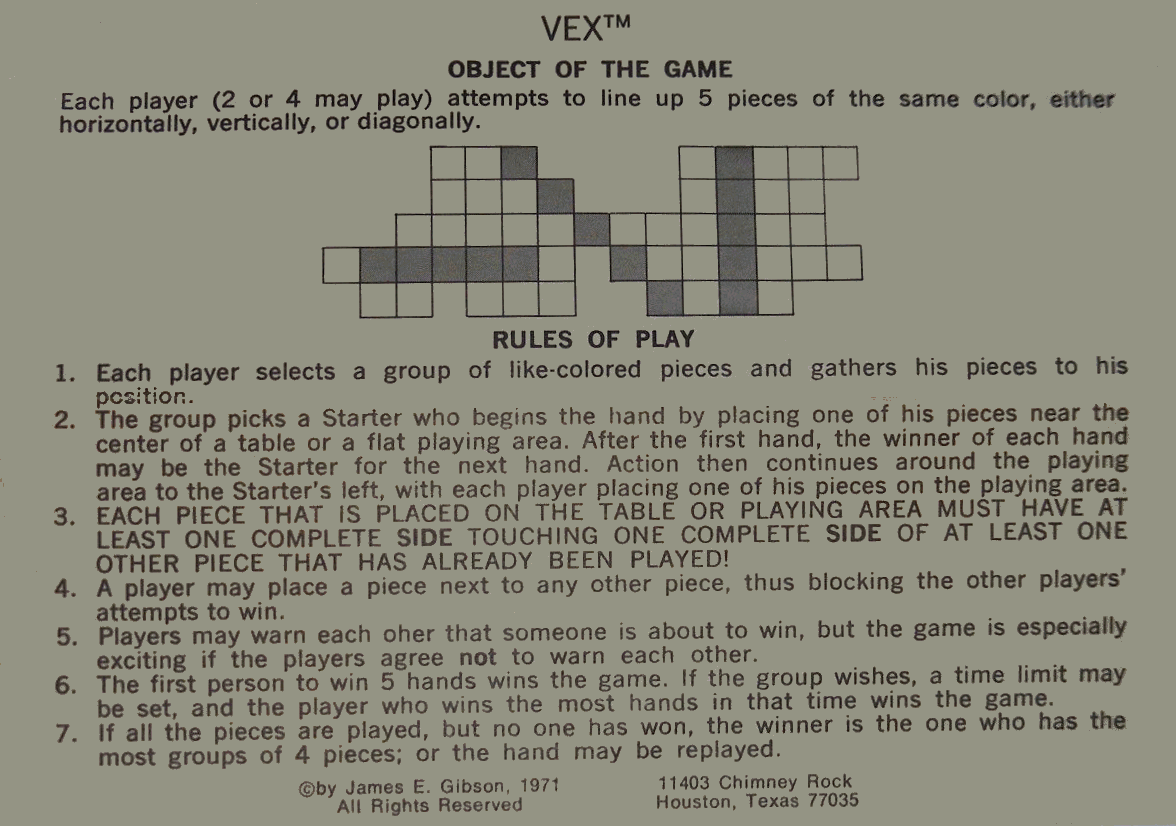 VEX™
OBJECT OF THE GAME
Each player (2 or 4 may play) attempts to line up 5 pieces of the same color, either
horizontally, vertically, or diagonally.
RULES OF PLAY
1. Each player selects a group of like-colored pieces and gathers his pieces to his
position.
2. The group picks a Starter who begins the hand by placing one of his pieces near the
center of a table or a flat playing area. After the first hand, the winner of each hand
may be the Starter for the next hand. Action then continues around the playing
area to the Starter's left, with each player placing one of his pieces on the playing area.
3. EACH PIECE THAT IS PLACED ON THE TABLE OR PLAYING AREA MUST HAVE AT
LEAST ONE COMPLETE SIDE TOUCHING ONE COMPLETE SIDE OF AT LEAST ONE
OTHER PIECE THAT HAS ALREADY BEEN PLAYED!
4. A player may place a piece next to any other piece, thus blocking the other players'
attempts to win.
5. Players may warn each oher that someone is about to win, but the game is especially
exciting if the players agree not to warn each other.
6. The first person to win 5 hands wins the game. If the group wishes, a time limit may
be set, and the player who wins the most hands in that time wins the game.
7. If all the pieces are played, but no one has won, the winner is the one who has the
most groups of 4 pieces; or the hand may be replayed.
©by James E. Gibson, 1971
All Rights Reserved
11403 Chimney Rock
Houston, Texas 77035